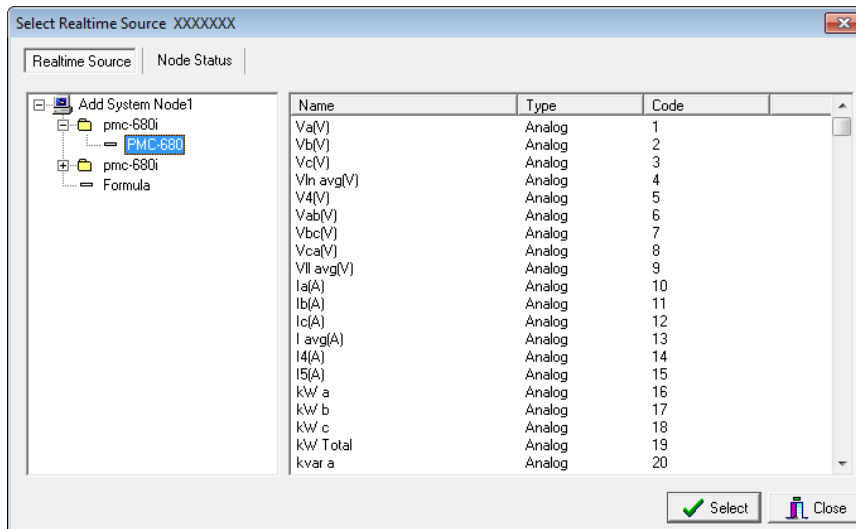 Select Realtime Source XXXXXXX
Realtime Source Node Status
Add System Node1
pmc-680i
PMC-680
pmc-680i
Formula
Name Type Code
Va(V) Analog 1
Vb(V) Analog 2
Vc(V) Analog 3
Vln avg(V) Analog 4
V4(V) Analog 5
Vab(V) Analog 6
Vbc(V) Analog 7
Vca(V) Analog 8
Vll avg(V) Analog 9
Ia(A) Analog 10
Ib(A) Analog 11
Ic(A) Analog 12
I avg(A) Analog 13
I4(A) Analog 14
I5(A) Analog 15
kW a Analog 16
kW b Analog 17
kW c Analog 18
kW Total Analog 19
kvar a Analog 20
Select Close